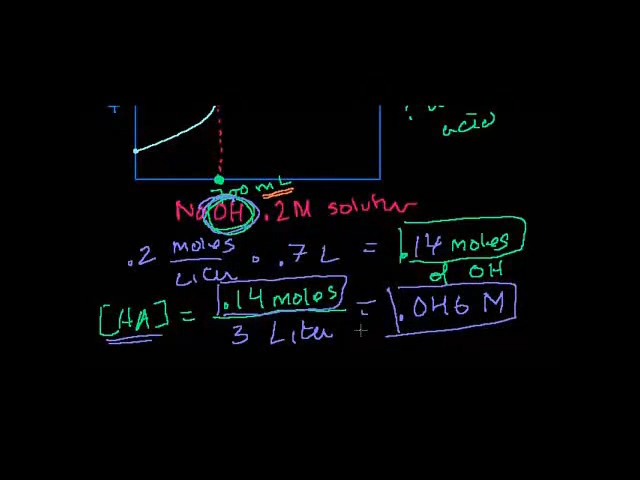 acid
700 mL
NaOH .2M solution
.2 moles/Liter . .7 L = .14 moles of OH
[HA] = .14 moles / 3 Liter = .046 M